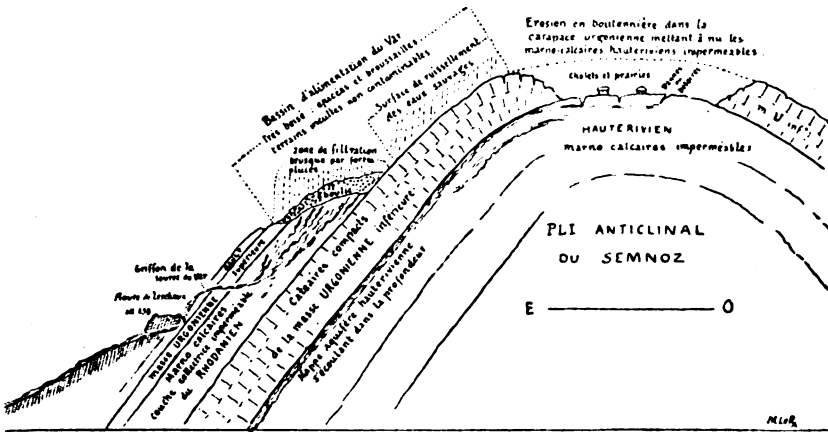 Erosion en boutonnière dans la
carapace urgonienne mettant à nu les
marno-calcaires hauteriviens imperméables.
Bassin d'alimentation du Var
très boisé : épicéas et broussailles
terrains meubles non contaminables
Surface de ruissellement
des eaux sauvages
Chalets et prairies
HAUTERIVIEN
marno calcaires imperméables
zone de filtration
brusque par fortes
pluies
éboulis
Griffon de la
source du Var
Route de Leschaux
masse URGONIENNE
supérieure
Marno calcaires
couche collectrice imperméable
du RHODANIEN
Calcaires compacts
de la masse URGONIENNE inférieure
Nappe aquifère hauterivienne
s'écoulant dans la profondeur
PLI ANTICLINAL
DU SEMNOZ
E O